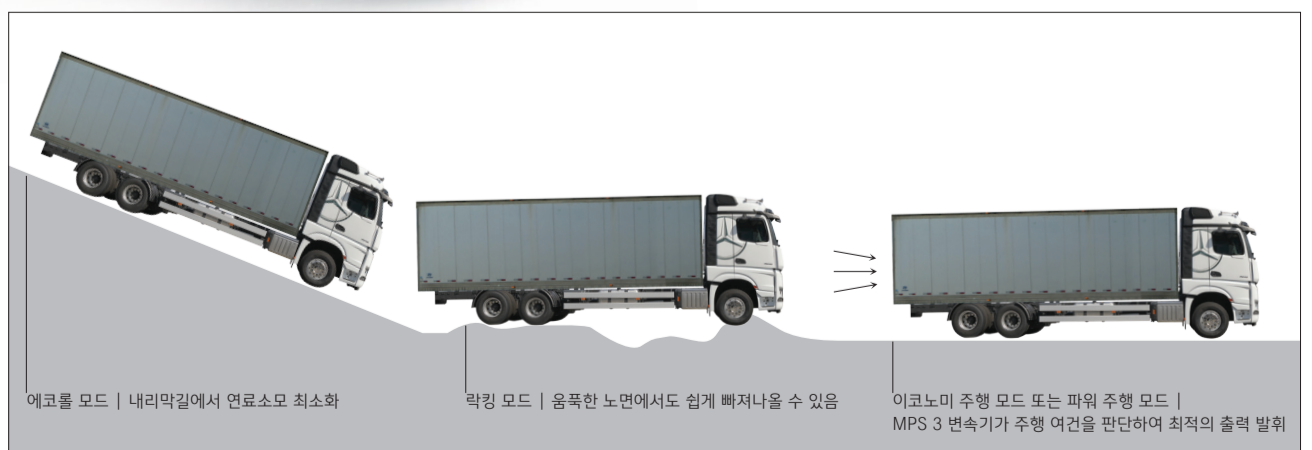 에코롤 모드 | 내리막길에서 연료소모 최소화
락킹 모드 | 움푹한 노면에서도 쉽게 빠져나올 수 있음
이코노미 주행 모드 또는 파워 주행 모드 |
MPS 3 변속기가 주행 여건을 판단하여 최적의 출력 발휘